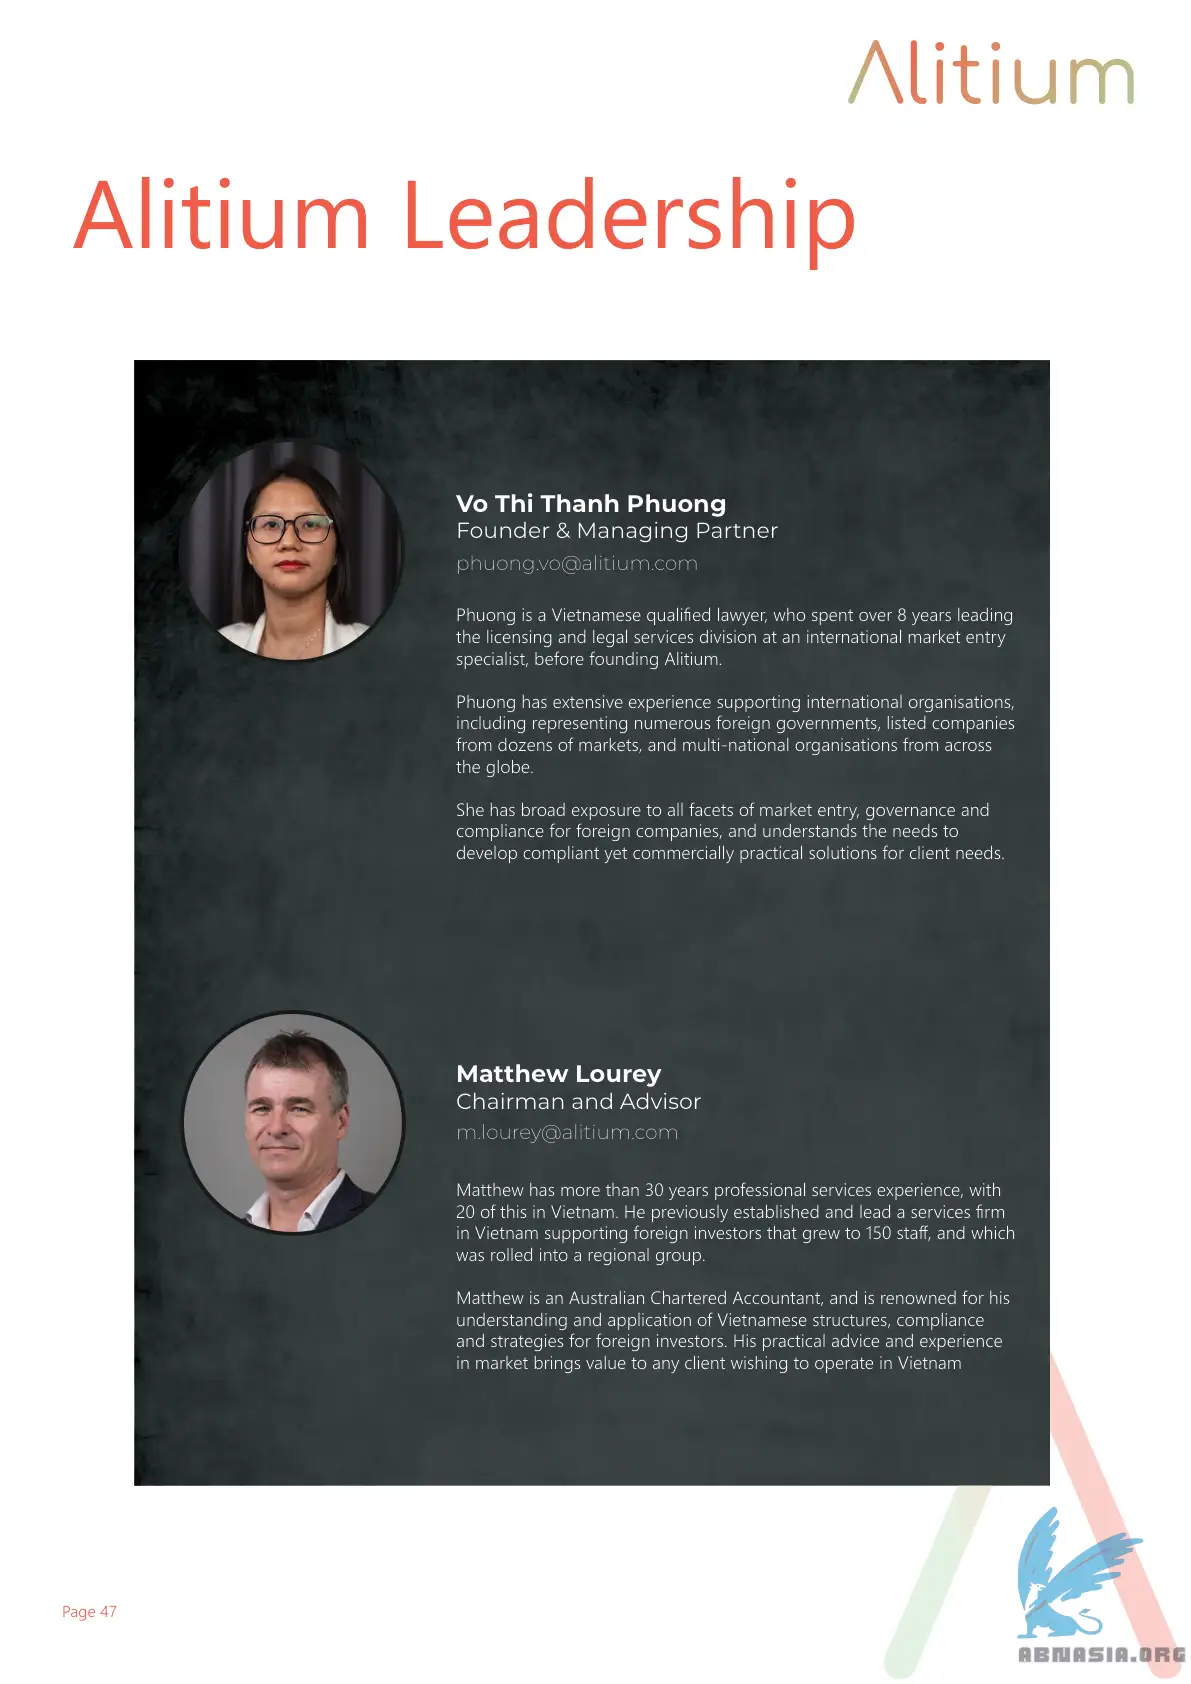 Alitium
Alitium Leadership
Vo Thi Thanh Phuong
Founder & Managing Partner
phuong.vo@alitium.com
Phuong is a Vietnamese qualified lawyer, who spent over 8 years leading
the licensing and legal services division at an international market entry
specialist, before founding Alitium.
Phuong has extensive experience supporting international organisations,
including representing numerous foreign governments, listed companies
from dozens of markets, and multi-national organisations from across
the globe.
She has broad exposure to all facets of market entry, governance and
compliance for foreign companies, and understands the needs to
develop compliant yet commercially practical solutions for client needs.
Matthew Lourey
Chairman and Advisor
m.lourey@alitium.com
Matthew has more than 30 years professional services experience, with
20 of this in Vietnam. He previously established and lead a services firm
in Vietnam supporting foreign investors that grew to 150 staff, and which
was rolled into a regional group.
Matthew is an Australian Chartered Accountant, and is renowned for his
understanding and application of Vietnamese structures, compliance
and strategies for foreign investors. His practical advice and experience
in market brings value to any client wishing to operate in Vietnam
Page 47
ABNASIA.ORG